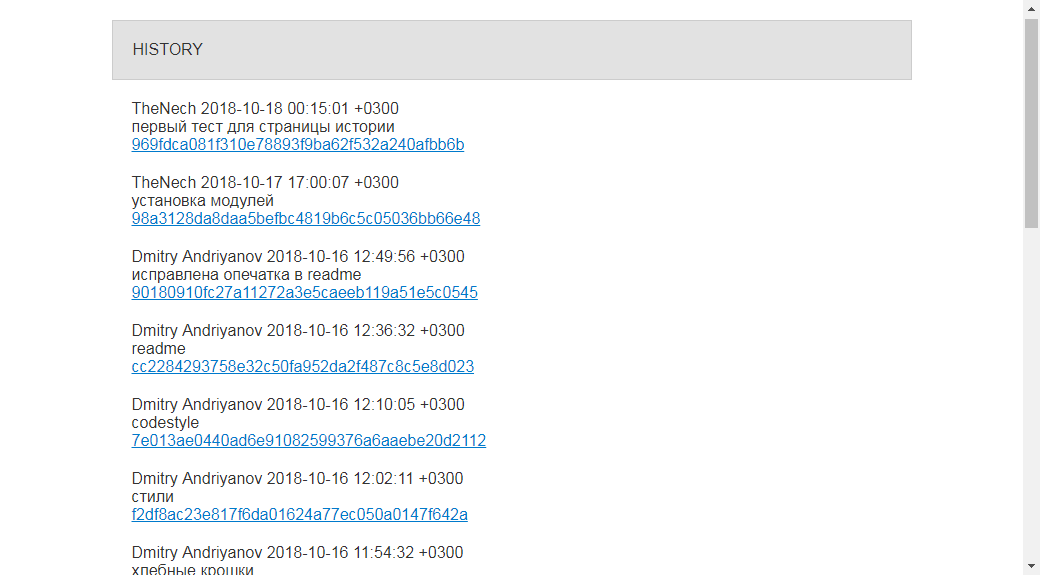 HISTORY
TheNech 2018-10-18 00:15:01 +0300
первый тест для страницы истории
969fdca081f310e78893f9ba62f532a240afbb6b
TheNech 2018-10-17 17:00:07 +0300
установка модулей
98a3128da8daa5befbc4819b6c5c05036bb66e48
Dmitry Andriyanov 2018-10-16 12:49:56 +0300
исправлена опечатка в readme
90180910fc27a11272a3e5caeeb119a51e5c0545
Dmitry Andriyanov 2018-10-16 12:36:32 +0300
readme
cc2284293758e32c50fa952da2f487c8c5e8d023
Dmitry Andriyanov 2018-10-16 12:10:05 +0300
codestyle
7e013ae0440ad6e91082599376a6aaebe20d2112
Dmitry Andriyanov 2018-10-16 12:02:11 +0300
стили
f2df8ac23e817f6da01624a77ec050a0147f642a
Dmitry Andriyanov 2018-10-16 11:54:32 +0300
хлебные крошки